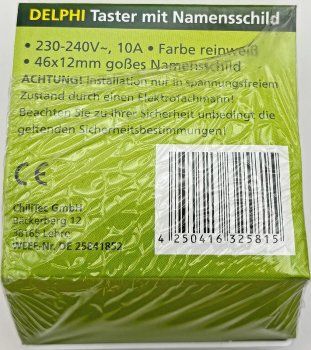 DELPHI Taster mit Namensschild
• 230-240V~, 10A • Farbe reinweiß
• 46x12mm goßes Namensschild
ACHTUNG! Installation nur in spannungsfreiem
Zustand durch einen Elektrofachmann!
Beachten Sie zu ihrer Sicherheit unbedingt die
geltenden Sicherheitsbestimmungen!
CE
ChiliTec GmbH
Bäckerberg 12
38165 Lehre
WEEE-Nr. DE 25841852
4 250416 325815